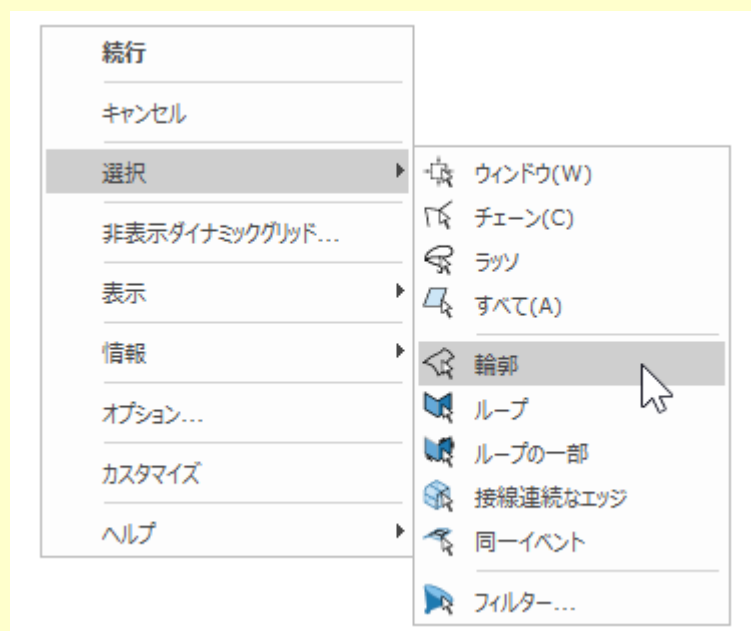 続行
キャンセル
選択
非表示ダイナミックグリッド...
表示
情報
オプション...
カスタマイズ
ヘルプ
ウィンドウ(W)
チェーン(C)
ラッソ
すべて(A)
輪郭
ループ
ループの一部
接線連続なエッジ
同一イベント
フィルター...